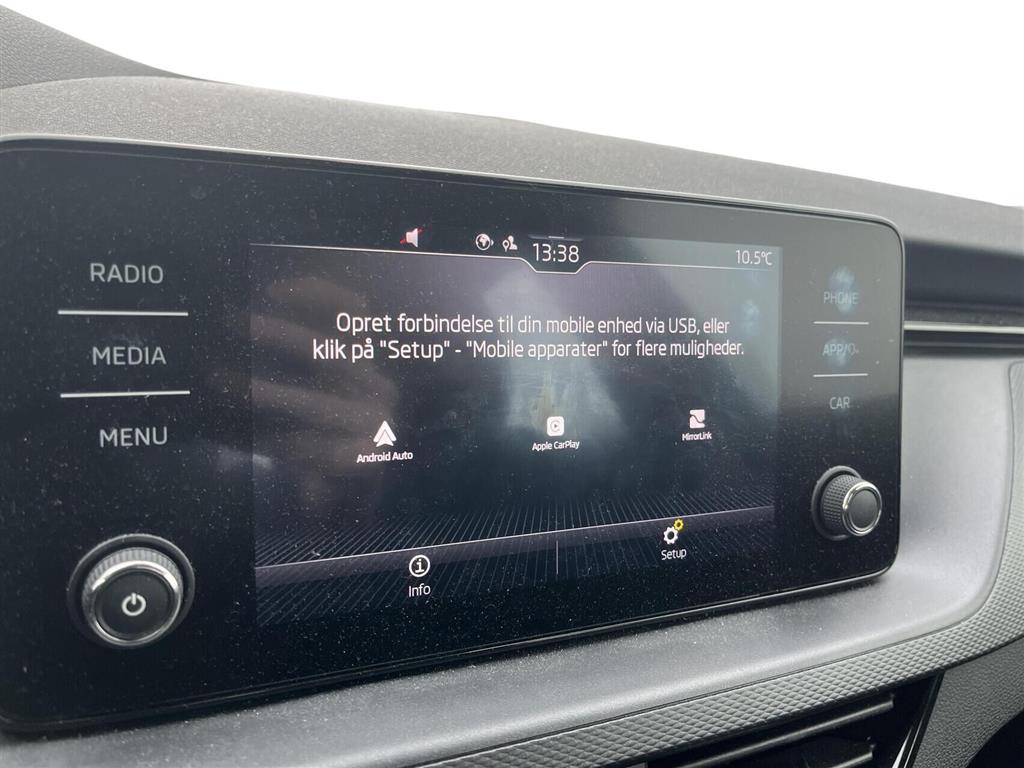 13:38
10.5°C
RADIO
MEDIA
MENU
Opret forbindelse til din mobile enhed via USB, eller
klik på "Setup" - "Mobile apparater" for flere muligheder.
Android Auto
Apple CarPlay
MirrorLink
Info
Setup
PHONE
APP/
CAR